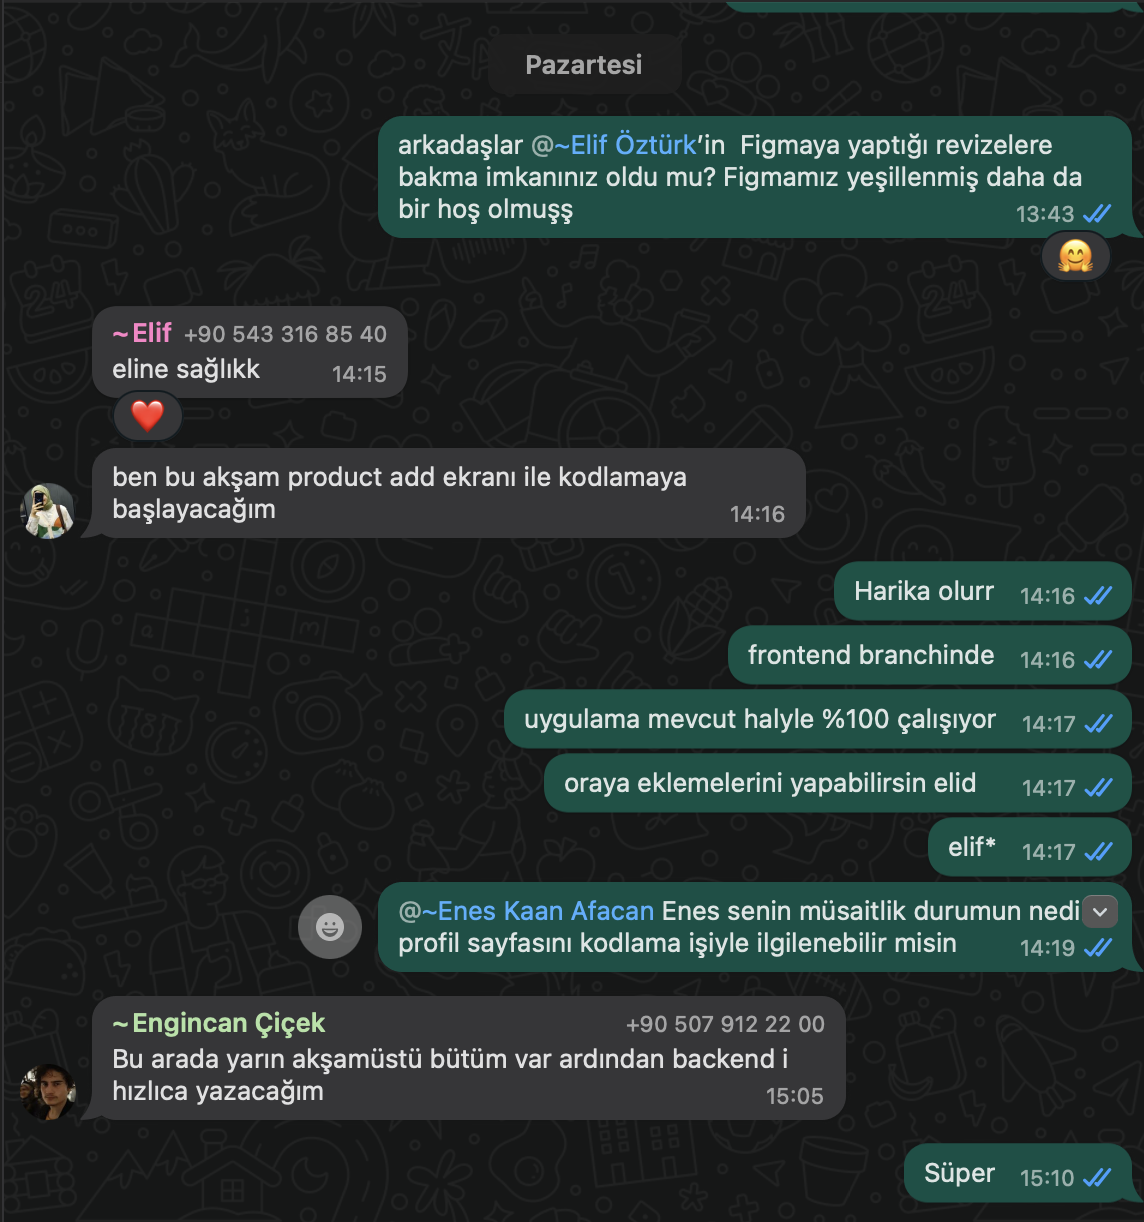 Pazartesi
arkadaşlar @~Elif Öztürk'in  Figmaya yaptığı revizelere
bakma imkanınız oldu mu? Figmamız yeşillenmiş daha da
bir hoş olmuşş
13:43
~Elif +90 543 316 85 40
eline sağlıkk 14:15
ben bu akşam product add ekranı ile kodlamaya
başlayacağım
14:16
Harika olurr 14:16
frontend branchinde 14:16
uygulama mevcut halyle %100 çalışıyor 14:17
oraya eklemelerini yapabilirsin elid 14:17
elif* 14:17
@~Enes Kaan Afacan Enes senin müsaitlik durumun nedi
profil sayfasını kodlama işiyle ilgilenebilir misin 14:19
~Engincan Çiçek +90 507 912 22 00
Bu arada yarın akşamüstü bütüm var ardından backend i
hızlıca yazacağım 15:05
Süper 15:10